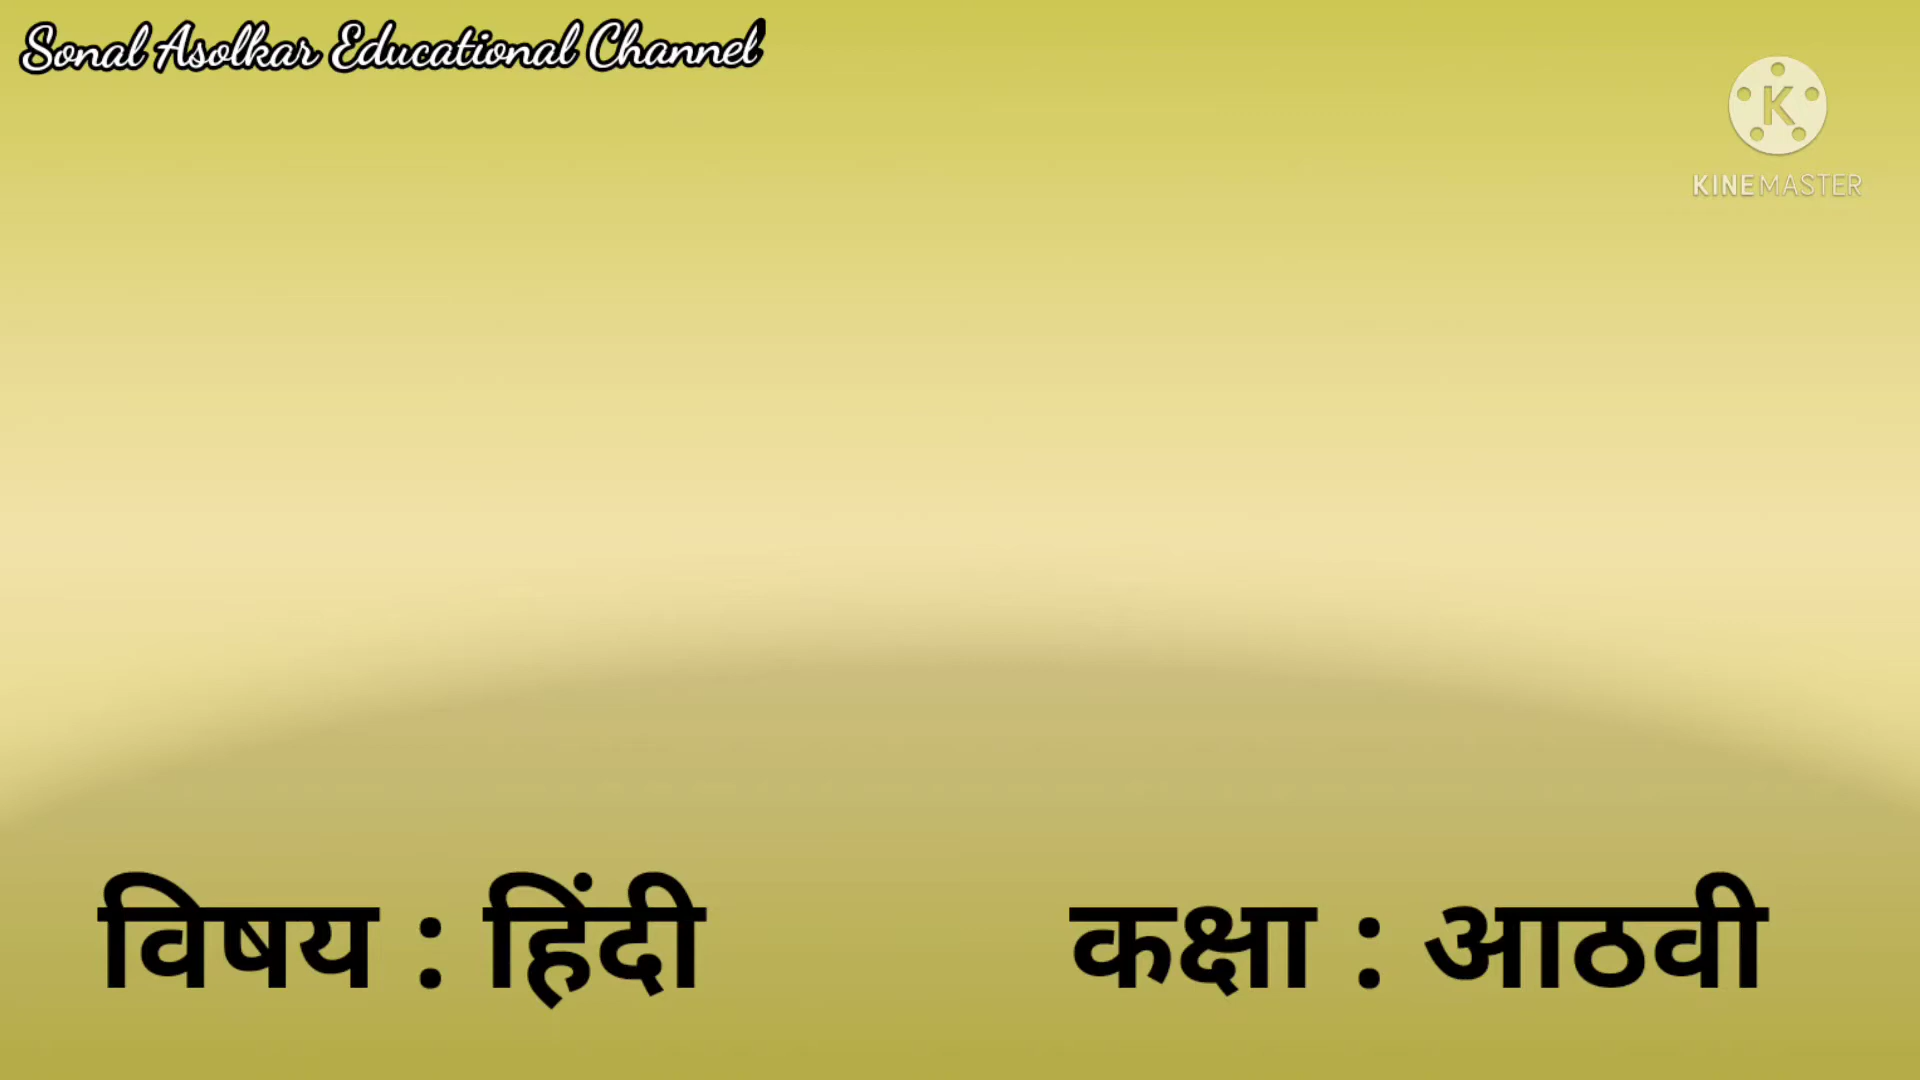 Sonal Asolkar Educational Channel
K
KINEMASTER
विषय : हिंदी कक्षा : आठवी